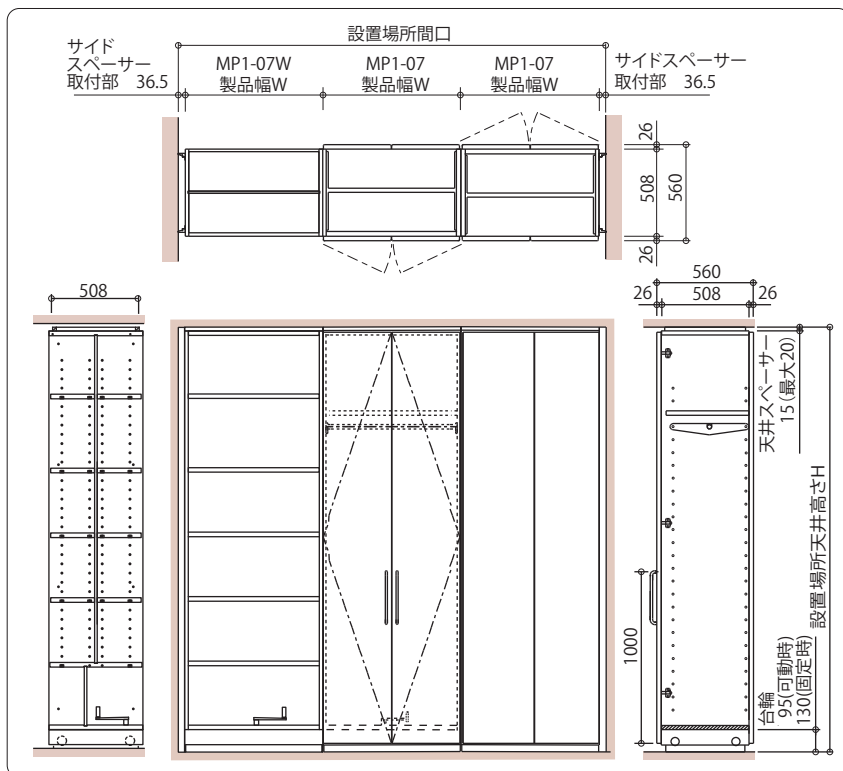 設置場所間口
サイド
スペーサー
取付部 36.5
MP1-07W
製品幅W
MP1-07
製品幅W
MP1-07
製品幅W
サイドスペーサー
取付部 36.5
26
508
560
26
508
560
26
508
26
天井スペーサー
15(最大20)
設置場所天井高さH
1000
台輪
95(可動時)
130(固定時)